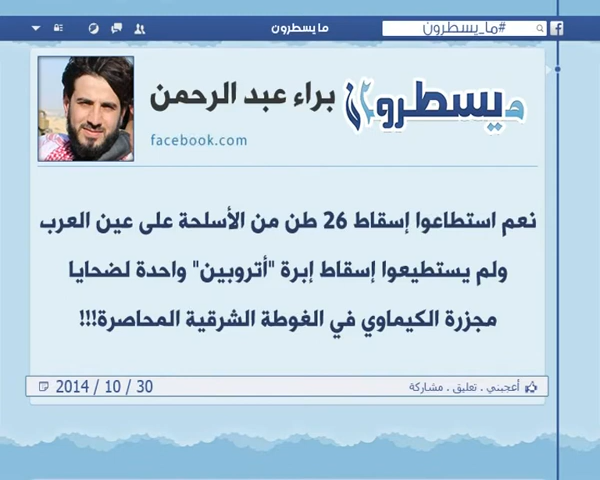 ما يسطرون
#ما_يسطرون
ما يسطرون
براء عبد الرحمن
facebook.com
نعم استطاعوا إسقاط 26 طن من الأسلحة على عين العرب
ولم يستطيعوا إسقاط إبرة "أتروبين" واحدة لضحايا
مجزرة الكيماوي في الغوطة الشرقية المحاصرة!!!
أعجبني . تعليق . مشاركة
2014 / 10 / 30